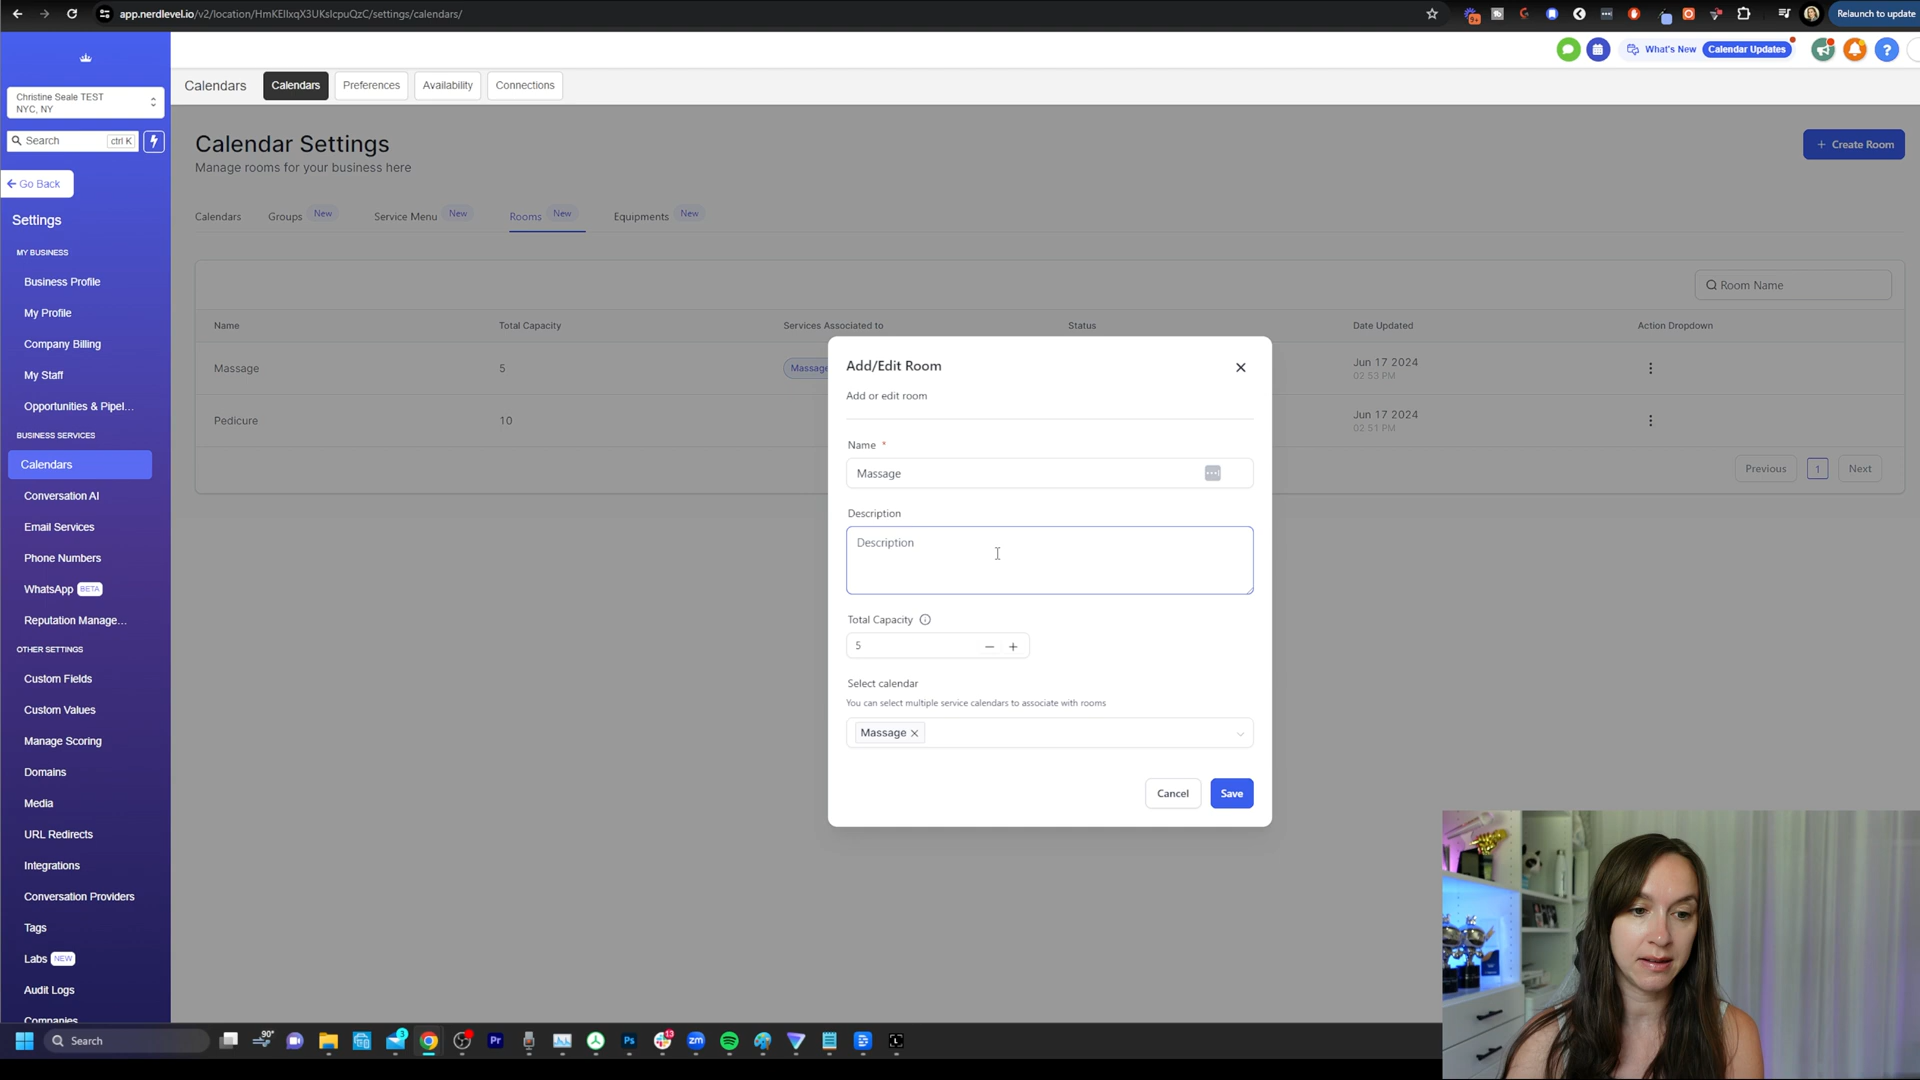 app.nerdlevel.io/v2/location/HmKEIlxqX3UKslcpuQzC/settings/calendars/
9+
Relaunch to update
What's New
Calendar Updates
?
Christine Seale TEST
NYC, NY
Search
ctrl K
Go Back
Settings
MY BUSINESS
Business Profile
My Profile
Company Billing
My Staff
Opportunities & Pipel...
BUSINESS SERVICES
Calendars
Conversation AI
Email Services
Phone Numbers
WhatsApp BETA
Reputation Manage...
OTHER SETTINGS
Custom Fields
Custom Values
Manage Scoring
Domains
Media
URL Redirects
Integrations
Conversation Providers
Tags
Labs NEW
Audit Logs
Companies
Calendars
Calendars
Preferences
Availability
Connections
Calendar Settings
Manage rooms for your business here
+ Create Room
Calendars
Groups New
Service Menu New
Rooms New
Equipments New
Room Name
Name
Total Capacity
Services Associated to
Status
Date Updated
Action Dropdown
Massage
5
Massage
Jun 17 2024
02:53 PM
Pedicure
10
Jun 17 2024
02:51 PM
Previous
1
Next
Add/Edit Room
Add or edit room
Name *
Massage
Description
Description
Total Capacity
5
Select calendar
You can select multiple service calendars to associate with rooms
Massage
Cancel
Save
Search
90°
3
Pr
Ps
13
zm
L